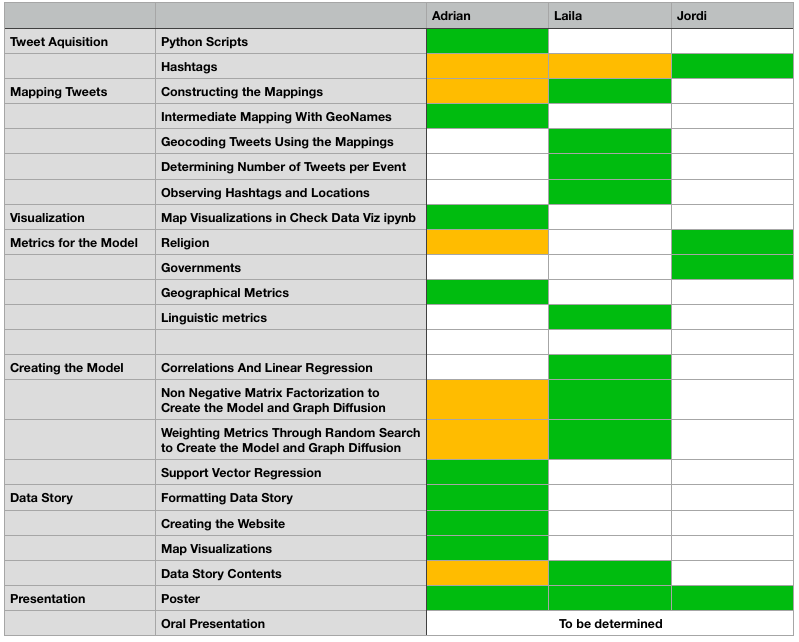 Adrian Laila Jordi
Tweet Aquisition Python Scripts
Hashtags
Mapping Tweets Constructing the Mappings
Intermediate Mapping With GeoNames
Geocoding Tweets Using the Mappings
Determining Number of Tweets per Event
Observing Hashtags and Locations
Visualization Map Visualizations in Check Data Viz ipynb
Metrics for the Model Religion
Governments
Geographical Metrics
Linguistic metrics
Creating the Model Correlations And Linear Regression
Non Negative Matrix Factorization to
Create the Model and Graph Diffusion
Weighting Metrics Through Random Search
to Create the Model and Graph Diffusion
Support Vector Regression
Data Story Formatting Data Story
Creating the Website
Map Visualizations
Data Story Contents
Presentation Poster
Oral Presentation To be determined